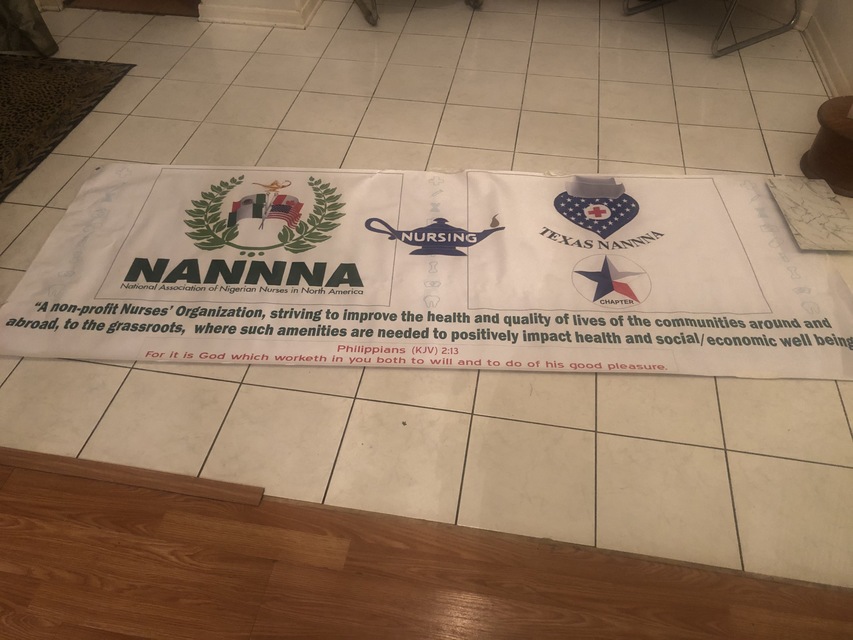 NANNNA
National Association of Nigerian Nurses in North America
NURSING
TEXAS NANNNA
CHAPTER
"A non-profit Nurses' Organization, striving to improve the health and quality of lives of the communities around and
abroad, to the grassroots, where such amenities are needed to positively impact health and social/economic well being
Philippians (KJV) 2:13
For it is God which worketh in you both to will and to do of his good pleasure.